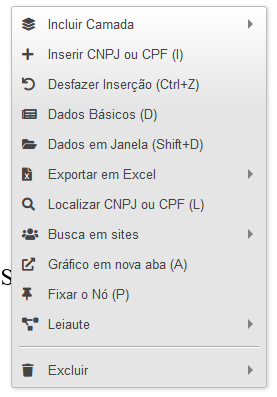 Incluir Camada
Inserir CNPJ ou CPF (I)
Desfazer Inserção (Ctrl+Z)
Dados Básicos (D)
Dados em Janela (Shift+D)
Exportar em Excel
Localizar CNPJ ou CPF (L)
Busca em sites
Gráfico em nova aba (A)
S
Fixar o Nó (P)
Leiaute
Excluir